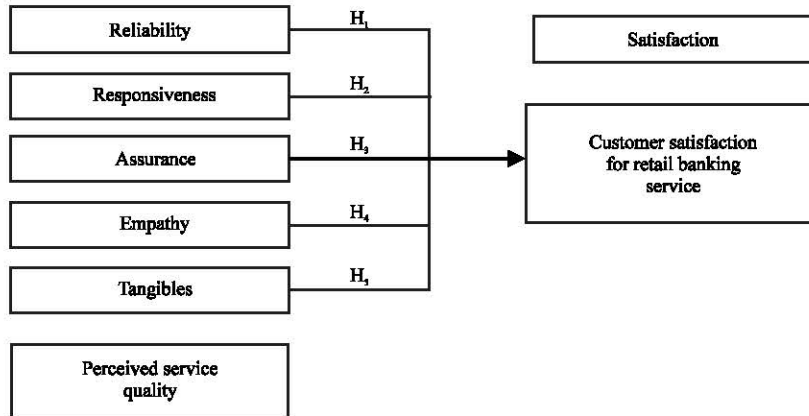 Reliability
H₁
Satisfaction
Responsiveness
H₂
Assurance
H₃
Customer satisfaction
for retail banking
service
Empathy
H₄
Tangibles
H₅
Perceived service
quality